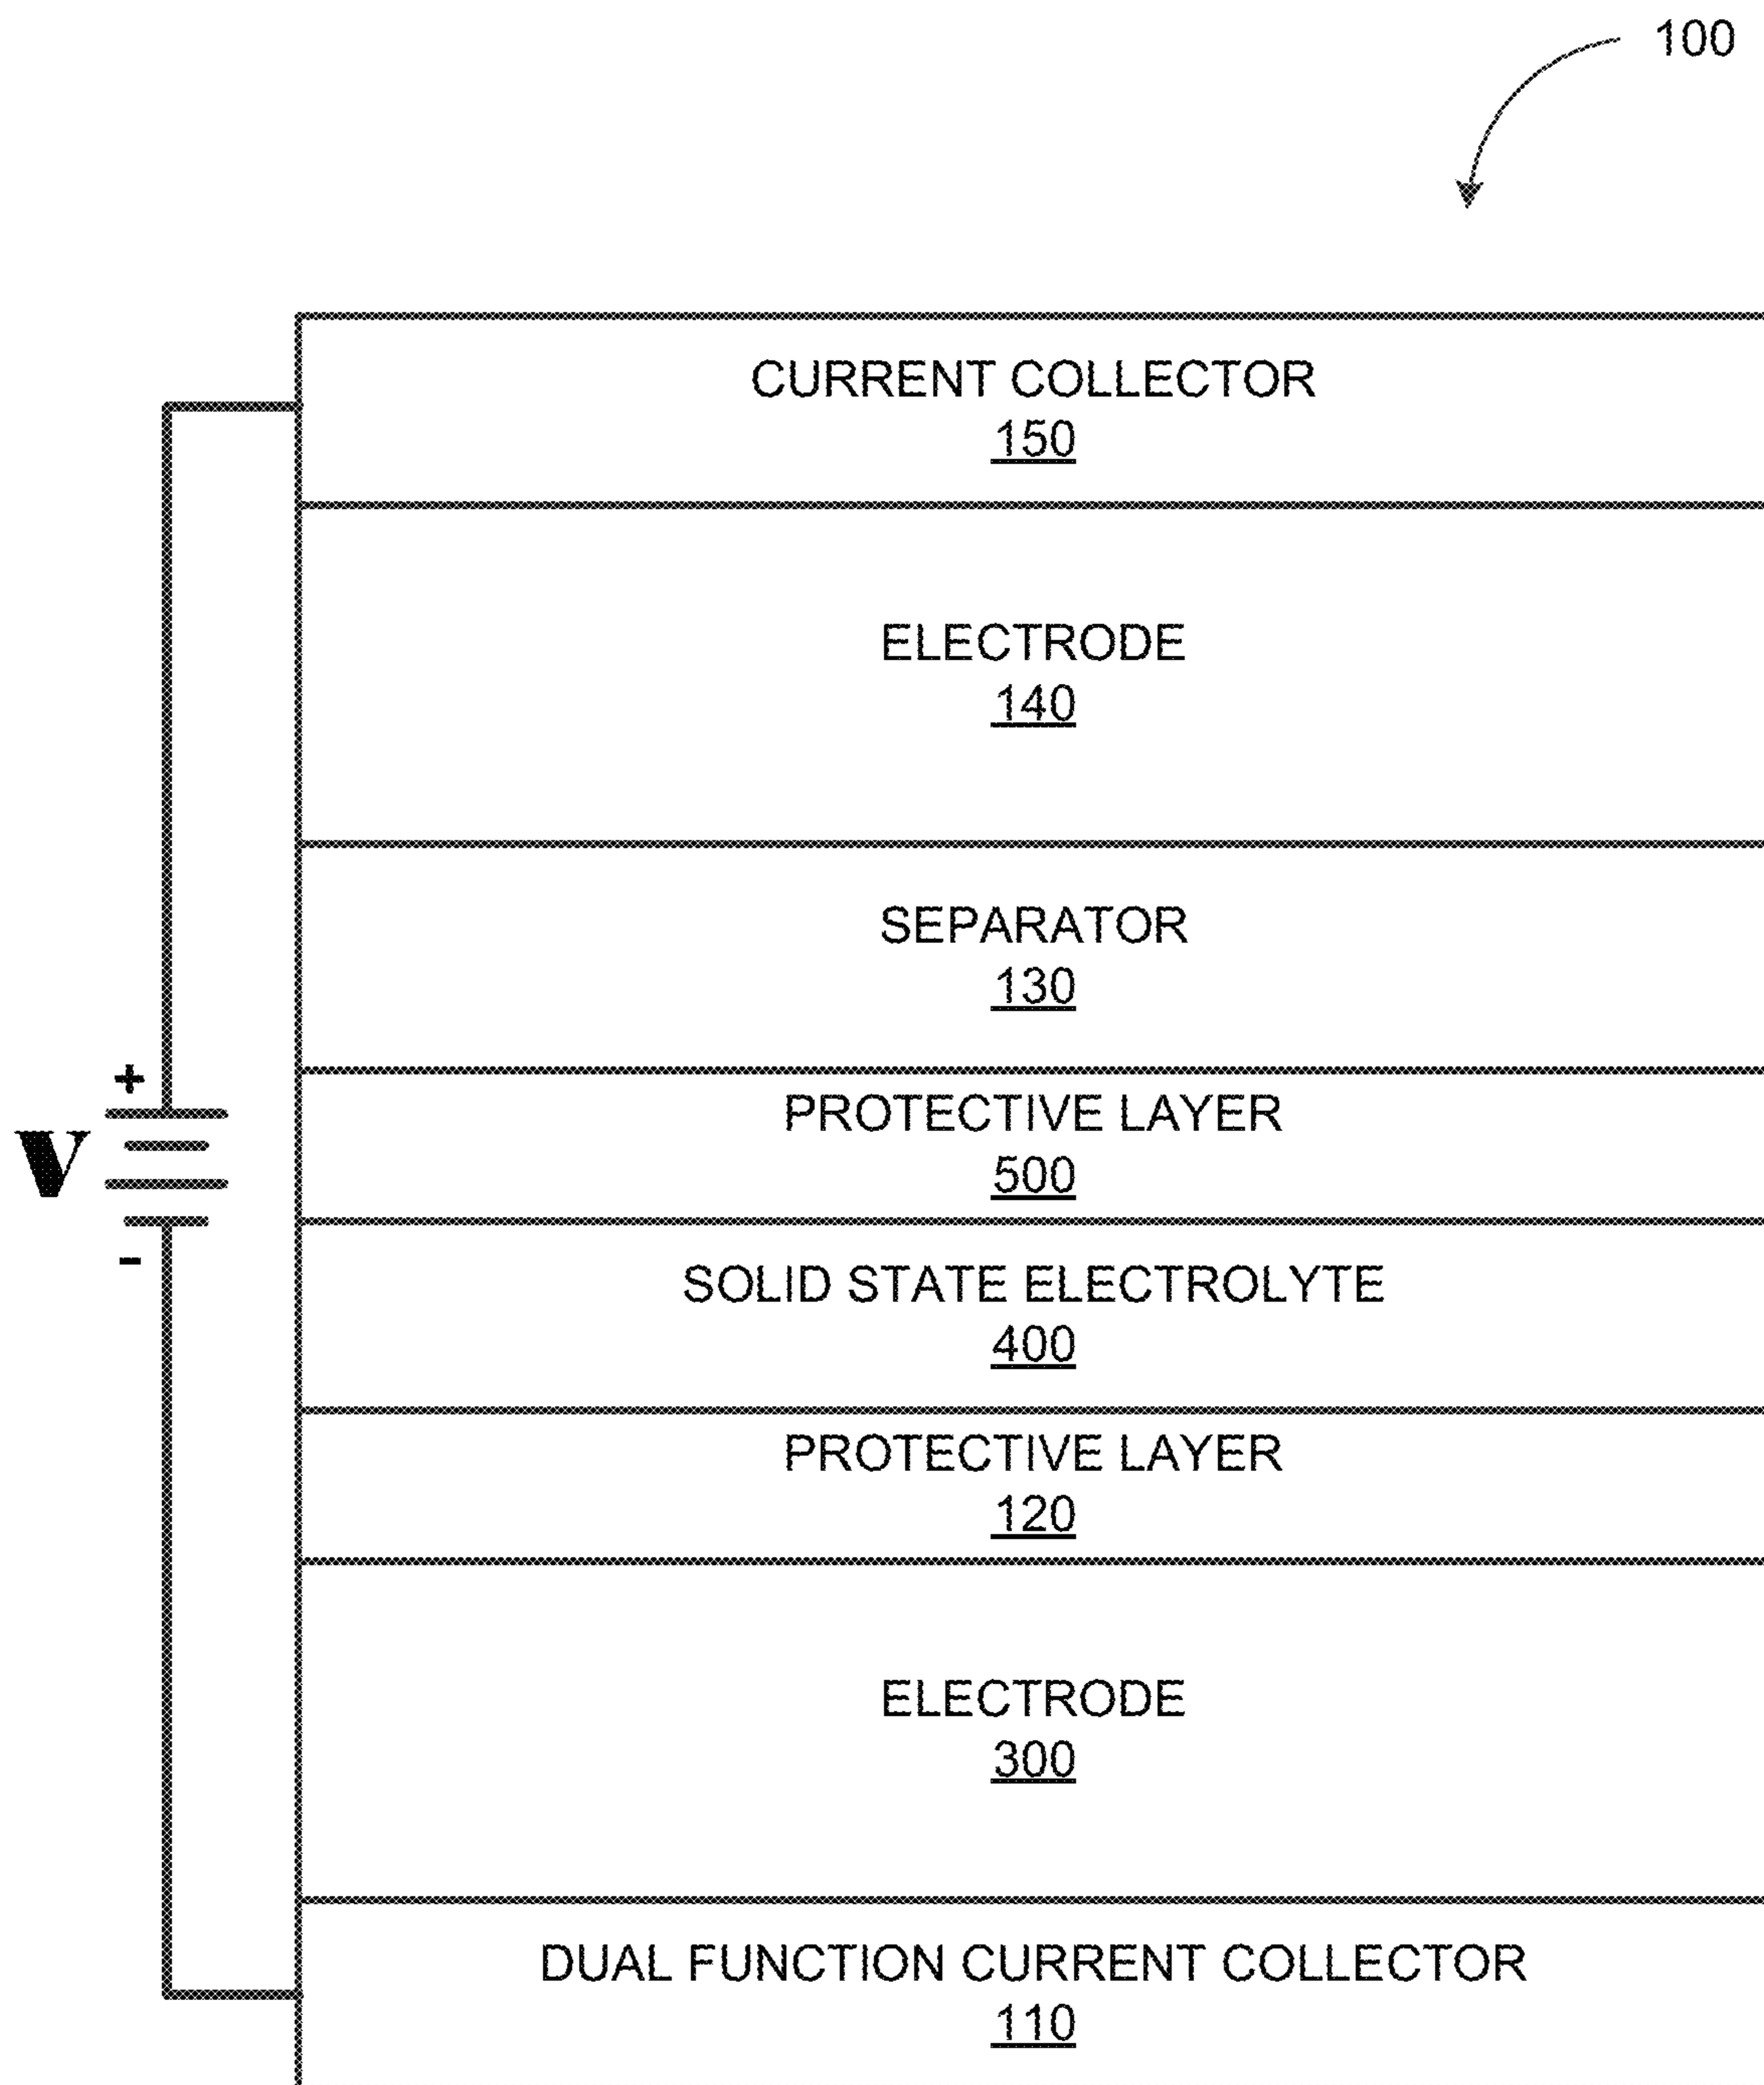 100
CURRENT COLLECTOR
150
ELECTRODE
140
SEPARATOR
130
+
PROTECTIVE LAYER
V
500
-
SOLID STATE ELECTROLYTE
400
PROTECTIVE LAYER
120
ELECTRODE
300
DUAL FUNCTION CURRENT COLLECTOR
110